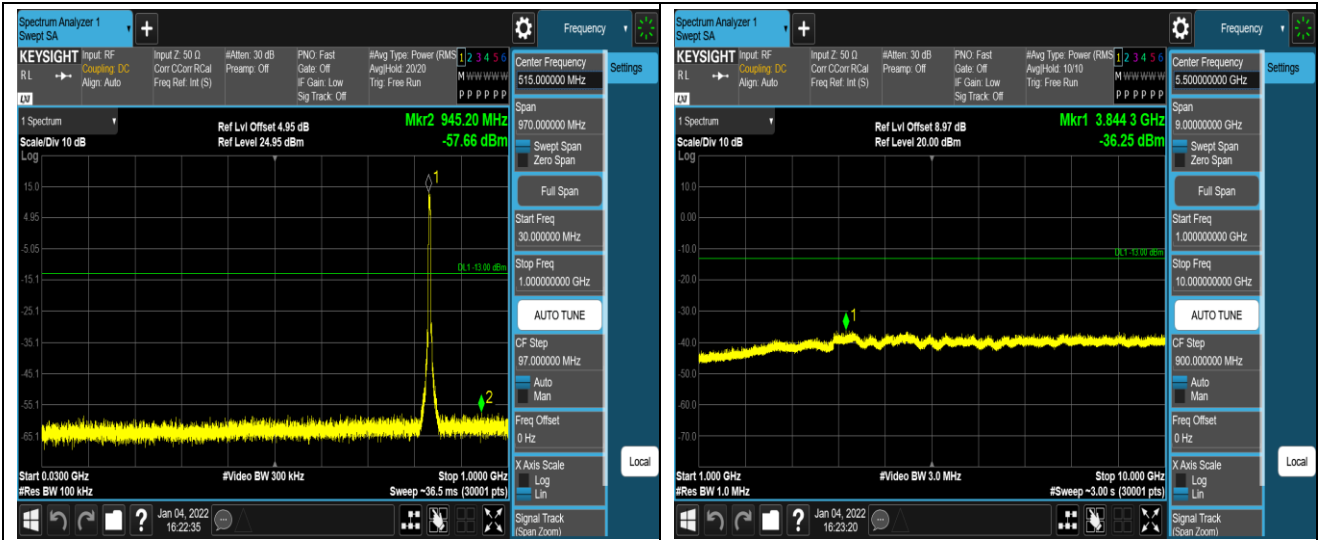 Spectrum Analyzer 1
Swept SA
Frequency
KEYSIGHT
Input: RF
Input Z: 50 Ω
#Atten: 30 dB
PNO: Fast
#Avg Type: Power (RMS
1 2 3 4 5 6
RL
Coupling: DC
Corr CCorr RCal
Preamp: Off
Gate: Off
Avg|Hold: 20/20
M W W W W W
Align: Auto
Freq Ref: Int (S)
IF Gain: Low
Trig: Free Run
Sig Track: Off
P P P P P P
LXI
Center Frequency
515.000000 MHz
Settings
1 Spectrum
Ref Lvl Offset 4.95 dB
Mkr2 945.20 MHz
Scale/Div 10 dB
Ref Level 24.95 dBm
-57.66 dBm
Log
15.0
4.95
-5.05
-15.1
-25.1
-35.1
-45.1
-55.1
-65.1
1
DL1 -13.00 dBm
2
Start 0.0300 GHz
#Video BW 300 kHz
Stop 1.0000 GHz
#Res BW 100 kHz
Sweep ~36.5 ms (30001 pts)
Span
970.000000 MHz
Swept Span
Zero Span
Full Span
Start Freq
30.000000 MHz
Stop Freq
1.000000000 GHz
AUTO TUNE
CF Step
97.000000 MHz
Auto
Man
Freq Offset
0 Hz
X Axis Scale
Log
Lin
Signal Track
(Span Zoom)
Local
?
Jan 04, 2022
16:22:35
Spectrum Analyzer 1
Swept SA
Frequency
KEYSIGHT
Input: RF
Input Z: 50 Ω
#Atten: 30 dB
PNO: Fast
#Avg Type: Power (RMS
1 2 3 4 5 6
RL
Coupling: DC
Corr CCorr RCal
Preamp: Off
Gate: Off
Avg|Hold: 10/10
M W W W W W
Align: Auto
Freq Ref: Int (S)
IF Gain: Low
Trig: Free Run
Sig Track: Off
P P P P P P
LXI
Center Frequency
5.500000000 GHz
Settings
1 Spectrum
Ref Lvl Offset 8.97 dB
Mkr1 3.844 3 GHz
Scale/Div 10 dB
Ref Level 20.00 dBm
-36.25 dBm
Log
10.0
0.00
-10.0
-20.0
-30.0
-40.0
-50.0
-60.0
-70.0
DL1 -13.00 dBm
1
Start 1.000 GHz
#Video BW 3.0 MHz
Stop 10.000 GHz
#Res BW 1.0 MHz
#Sweep ~3.00 s (30001 pts)
Span
9.00000000 GHz
Swept Span
Zero Span
Full Span
Start Freq
1.000000000 GHz
Stop Freq
10.000000000 GHz
AUTO TUNE
CF Step
900.000000 MHz
Auto
Man
Freq Offset
0 Hz
X Axis Scale
Log
Lin
Signal Track
(Span Zoom)
Local
?
Jan 04, 2022
16:23:20